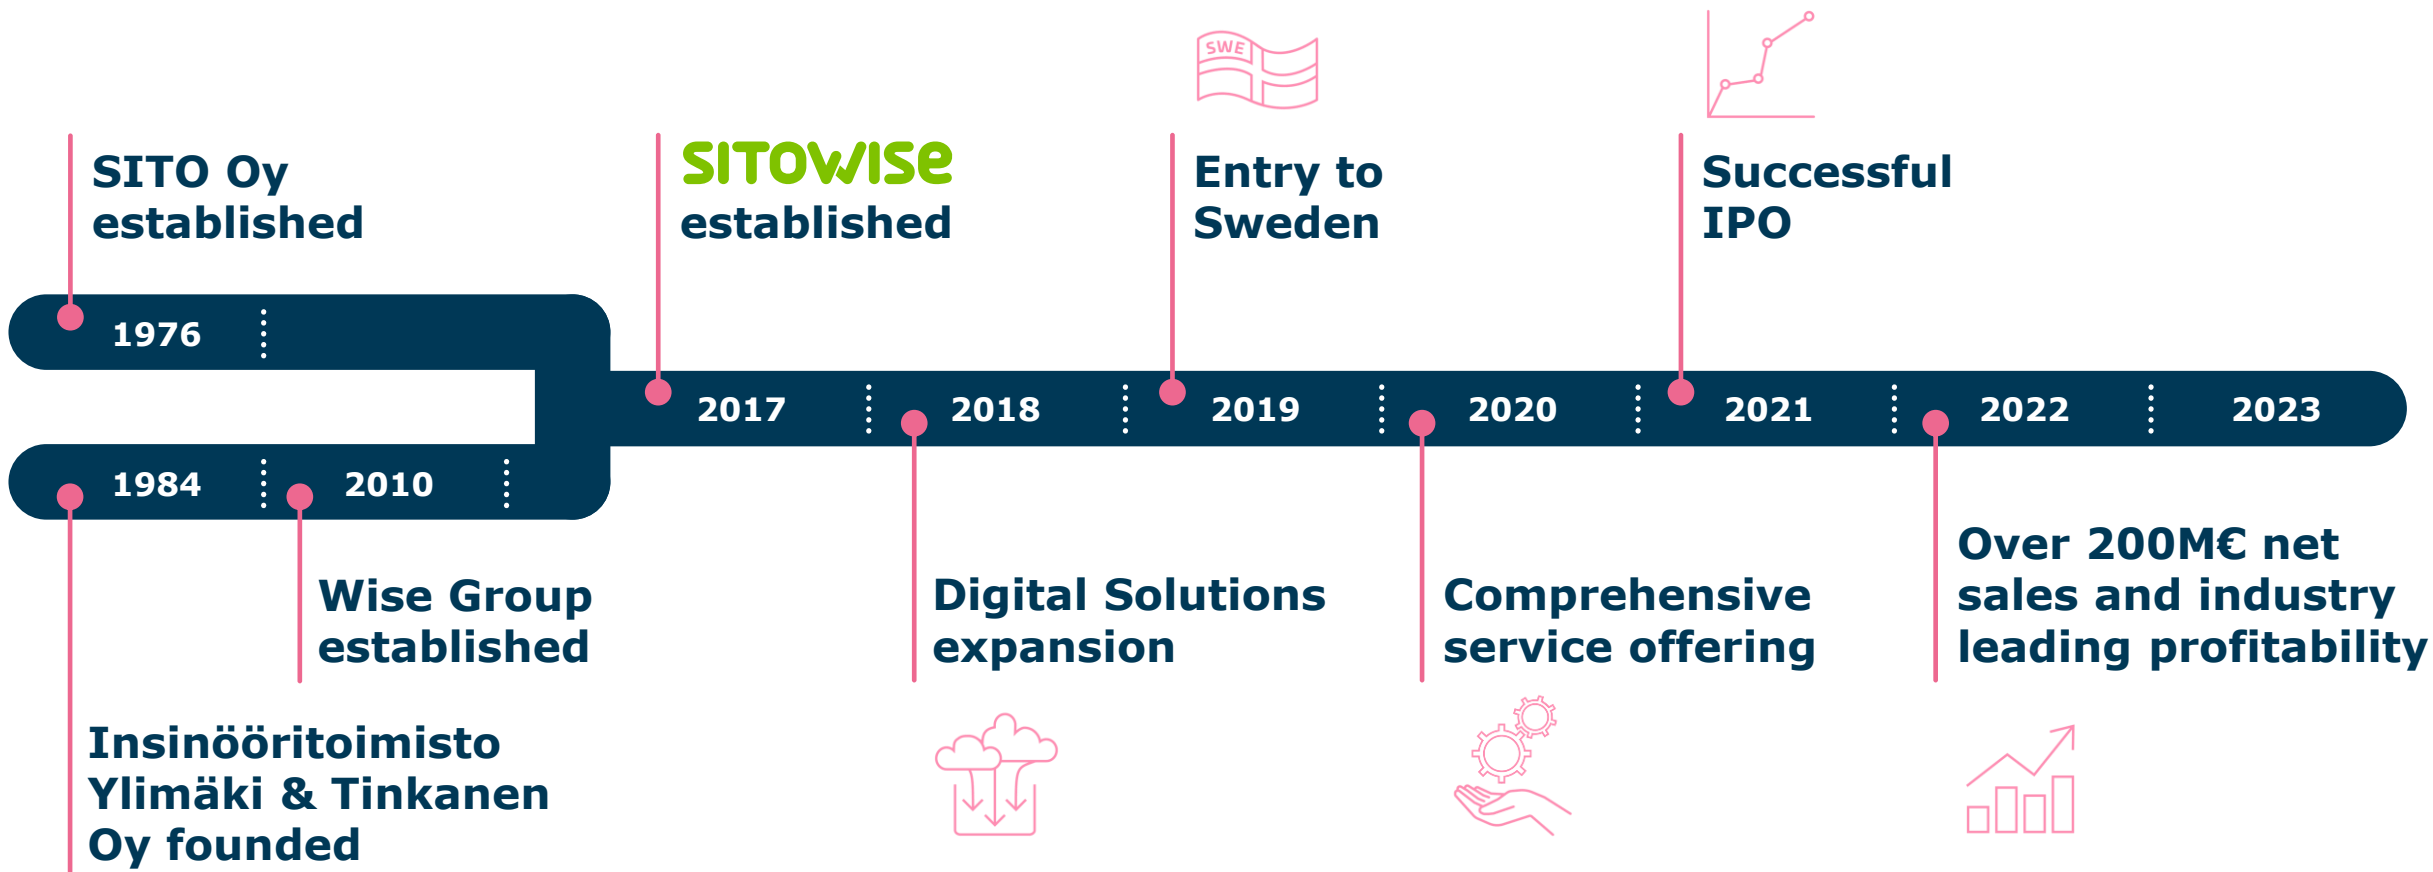 SWE
SITO Oy
established
SITOWISE
established
Entry to
Sweden
Successful
IPO
1976
2017
2018
2019
2020
2021
2022
2023
1984
2010
Wise Group
established
Digital Solutions
expansion
Comprehensive
service offering
Over 200M€ net
sales and industry
leading profitability
Insinööritoimisto
Ylimäki & Tinkanen
Oy founded